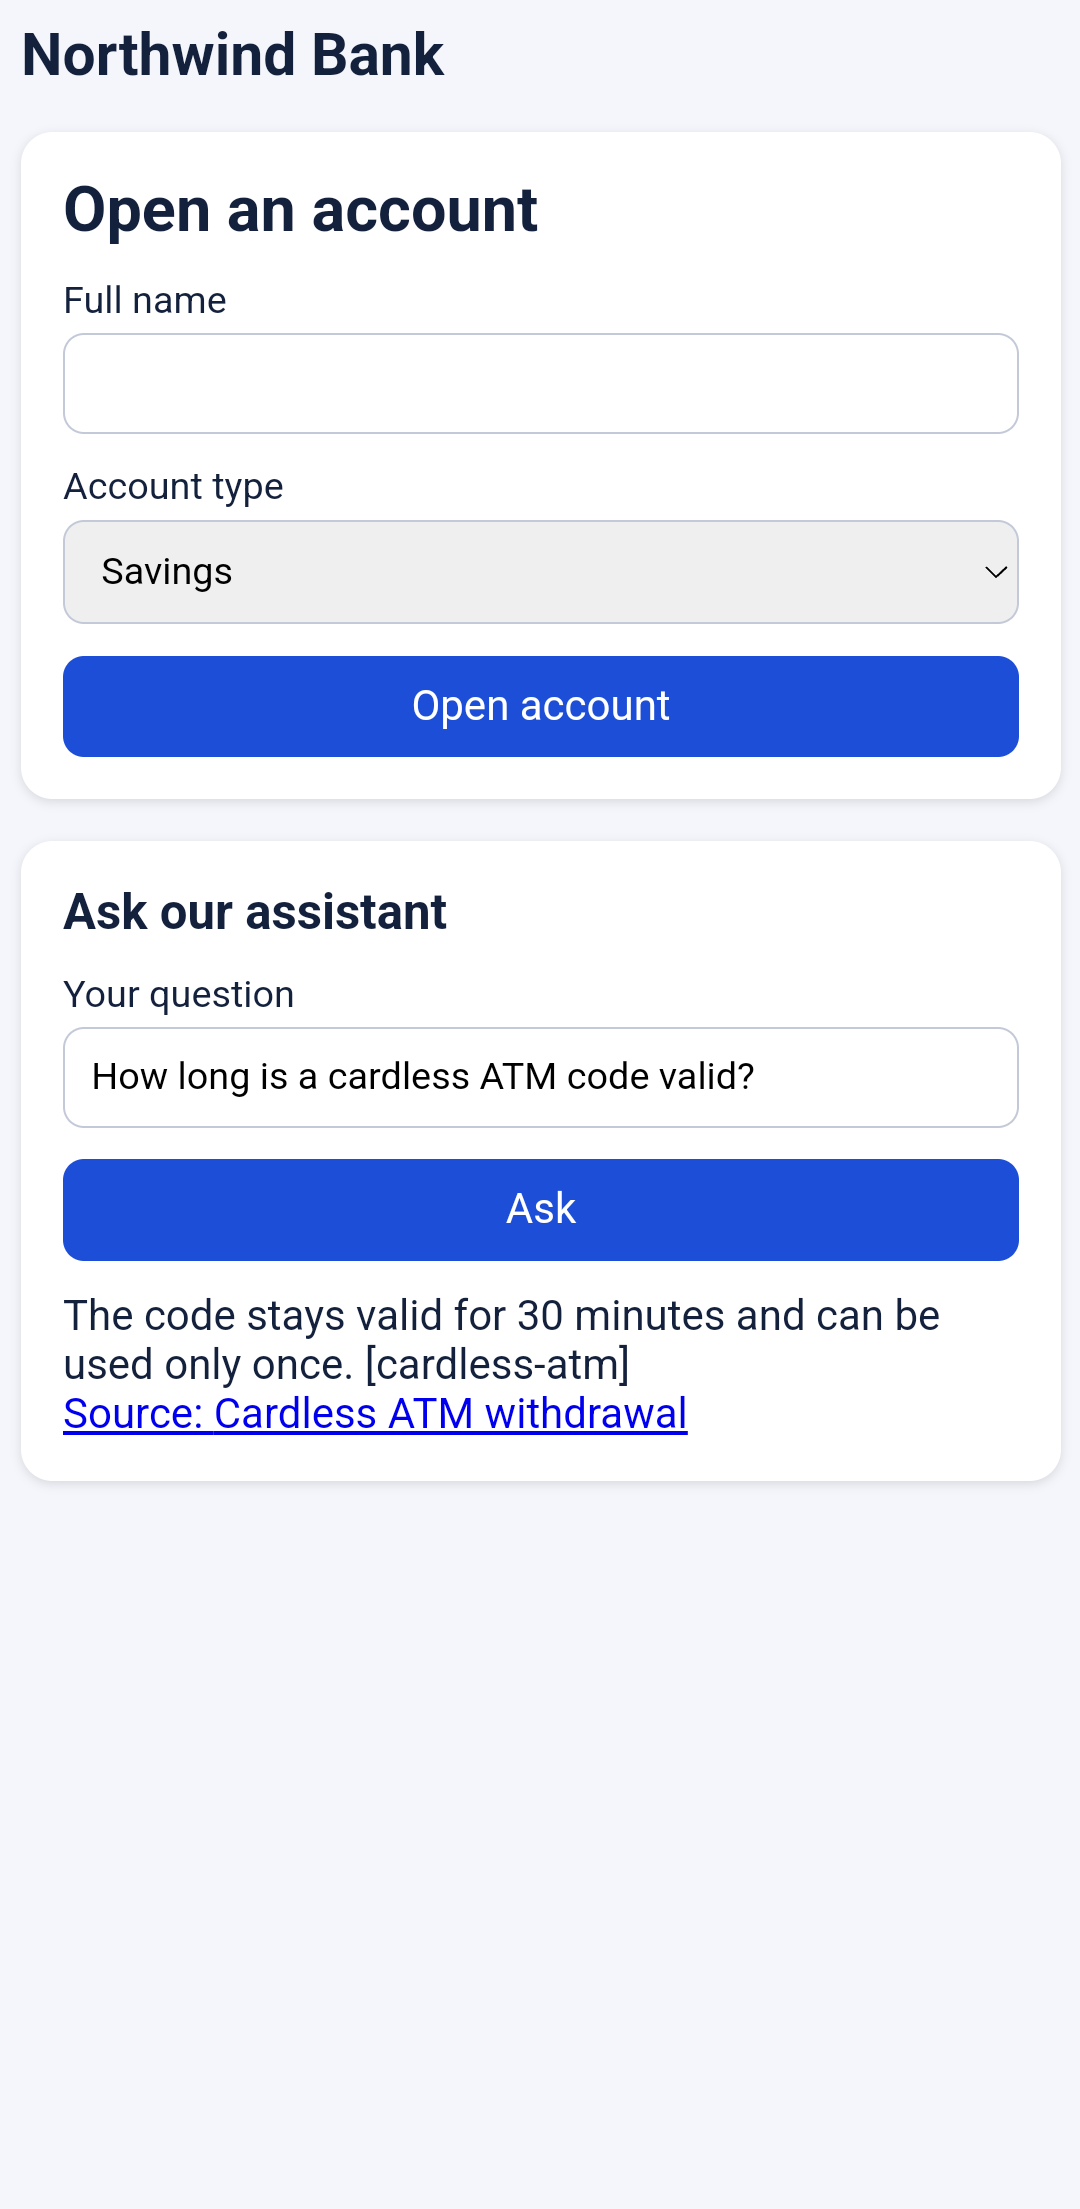 Northwind Bank
Open an account
Full name
Account type
Savings
Open account
Ask our assistant
Your question
How long is a cardless ATM code valid?
Ask
The code stays valid for 30 minutes and can be
used only once. [cardless-atm]
Source: Cardless ATM withdrawal